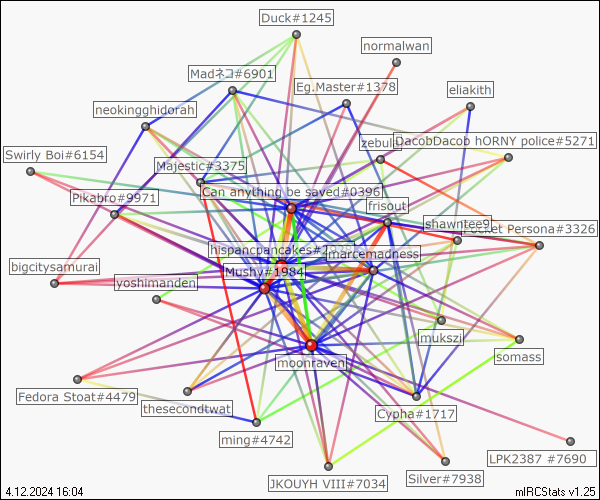 Duck#1245
normalwan
Madネコ#6901
Eg.Master#1378
eliakith
neokingghidorah
zebul
DacobDacob hORNY police#5271
Swirly Boi#6154
Majestic#3375
Can anything be saved#0396
Pikabro#9971
frisout
shawntee9
Secret Persona#3326
hispancpancakes#
marcemadness
bigcitysamurai
Mushy#1984
yoshimanden
mukszil
moonraven
somass
Fedora Stoat#4479
thesecondtwat
Cypha#1717
ming#4742
LPK2387 #7690
JKOUYH VIII#7034
Silver#7938
4.12.2024 16:04
mIRCStats v1.25